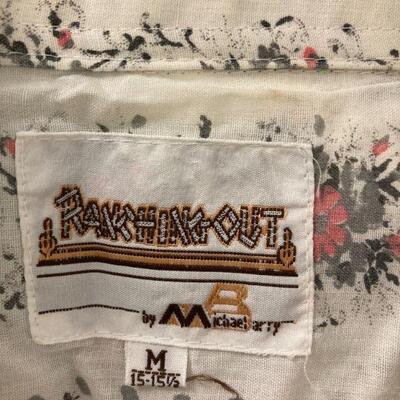 RANCHING-OUT
by Michael Barry
M
15-15½